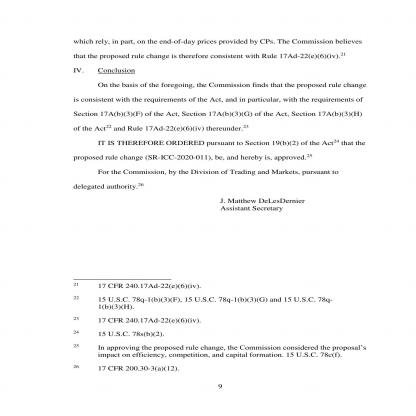 which rely, in part, on the end-of-day prices provided by CPs. The Commission believes
that the proposed rule change is therefore consistent with Rule 17Ad-22(e)(6)(iv).21
IV. Conclusion
On the basis of the foregoing, the Commission finds that the proposed rule change
is consistent with the requirements of the Act, and in particular, with the requirements of
Section 17A(b)(3)(F) of the Act, Section 17A(b)(3)(G) of the Act, Section 17A(b)(3)(H)
of the Act22 and Rule 17Ad-22(e)(6)(iv) thereunder.23
IT IS THEREFORE ORDERED pursuant to Section 19(b)(2) of the Act24 that the
proposed rule change (SR-ICC-2020-011), be, and hereby is, approved.25
For the Commission, by the Division of Trading and Markets, pursuant to
delegated authority.26
J. Matthew DeLesDernier
Assistant Secretary
21 17 CFR 240.17Ad-22(e)(6)(iv).
22 15 U.S.C. 78q-1(b)(3)(F), 15 U.S.C. 78q-1(b)(3)(G) and 15 U.S.C. 78q-
1(b)(3)(H).
23 17 CFR 240.17Ad-22(e)(6)(iv).
24 15 U.S.C. 78s(b)(2).
25 In approving the proposed rule change, the Commission considered the proposal's
impact on efficiency, competition, and capital formation. 15 U.S.C. 78c(f).
26 17 CFR 200.30-3(a)(12).
9